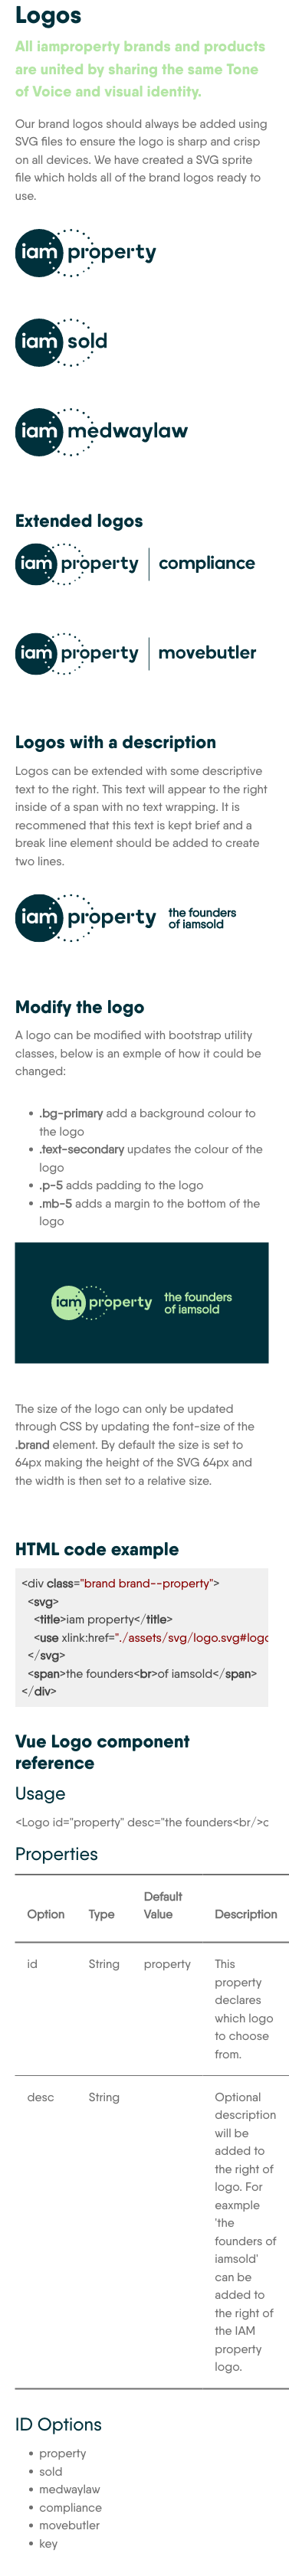 Logos
All iamproperty brands and products
are united by sharing the same Tone
of Voice and visual identity.
Our brand logos should always be added using
SVG files to ensure the logo is sharp and crisp
on all devices. We have created a SVG sprite
file which holds all of the brand logos ready to
use.
iam property
iam sold
iam medwaylaw
Extended logos
iam property | compliance
iam property | movebutler
Logos with a description
Logos can be extended with some descriptive
text to the right. This text will appear to the right
inside of a span with no text wrapping. It is
recommened that this text is kept brief and a
break line element should be added to create
two lines.
iam property the founders
of iamsold
Modify the logo
A logo can be modified with bootstrap utility
classes, below is an exmple of how it could be
changed:
• .bg-primary add a background colour to
the logo
• .text-secondary updates the colour of the
logo
• .p-5 adds padding to the logo
• .mb-5 adds a margin to the bottom of the
logo
iam property the founders
of iamsold
The size of the logo can only be updated
through CSS by updating the font-size of the
.brand element. By default the size is set to
64px making the height of the SVG 64px and
the width is then set to a relative size.
HTML code example
<div class="brand brand--property">
<svg>
<title>iam property</title>
<use xlink:href="./assets/svg/logo.svg#logo
</svg>
<span>the founders<br>of iamsold</span>
</div>
Vue Logo component
reference
Usage
<Logo id="property" desc="the founders<br/>c
Properties
Option Type Default Value Description
id String property This
property
declares
which logo
to choose
from.
desc String Optional
description
will be
added to
the right of
logo. For
eaxmple
'the
founders of
iamsold'
can be
added to
the right of
the IAM
property
logo.
ID Options
• property
• sold
• medwaylaw
• compliance
• movebutler
• key